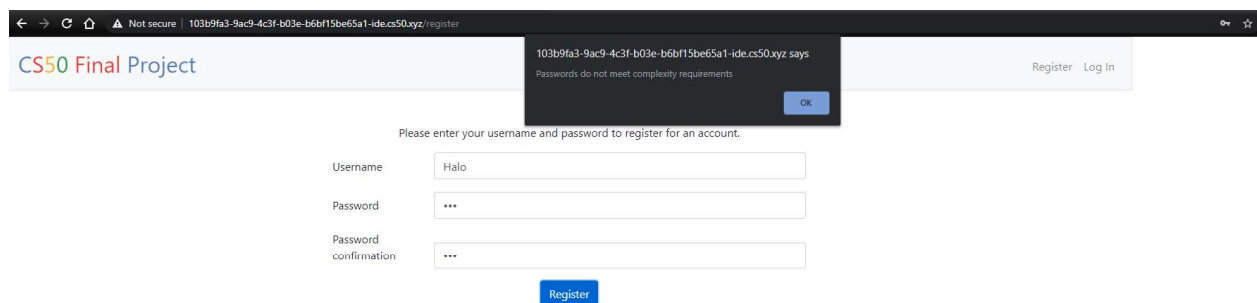 Not secure 103b9fa3-9ac9-4c3f-b03e-b6bf15be65a1-ide.cs50.xyz/register
CS50 Final Project
103b9fa3-9ac9-4c3f-b03e-b6bf15be65a1-ide.cs50.xyz says
Passwords do not meet complexity requirements
OK
Register Log In
Please enter your username and password to register for an account.
Username Halo
Password •••
Password
confirmation •••
Register